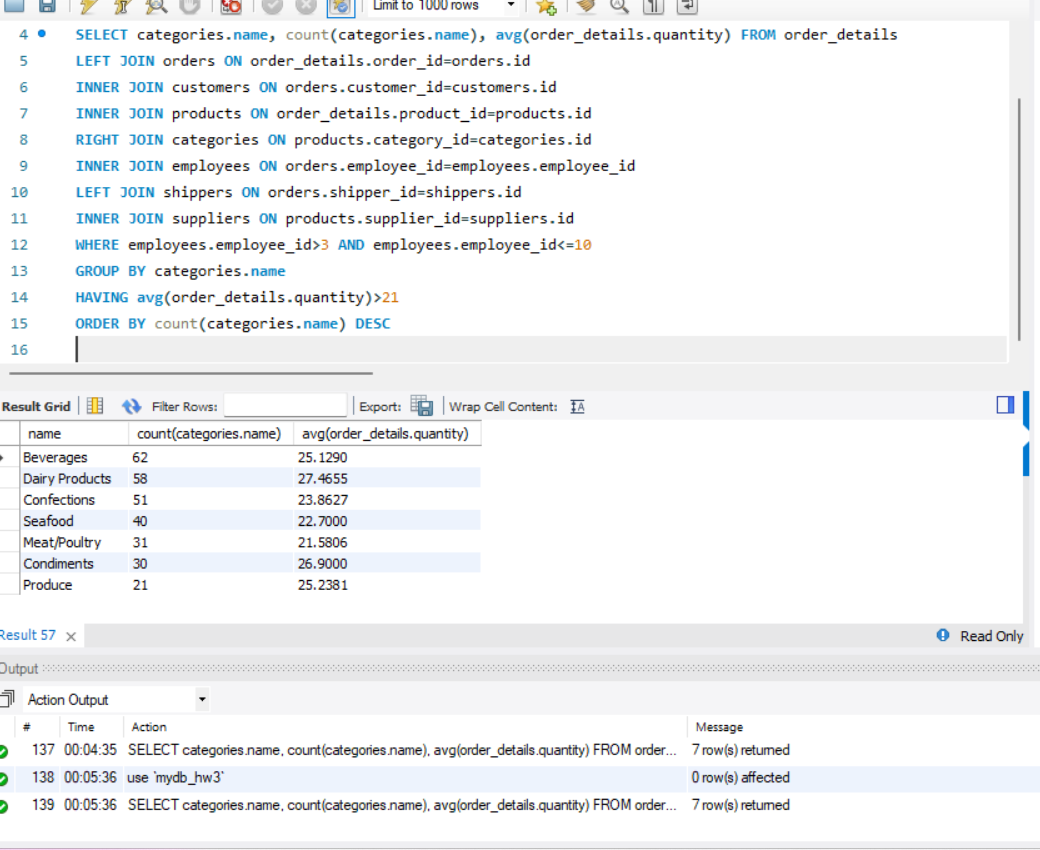 Limit to 1000 rows
4 SELECT categories.name, count(categories.name), avg(order_details.quantity) FROM order_details
5 LEFT JOIN orders ON order_details.order_id=orders.id
6 INNER JOIN customers ON orders.customer_id=customers.id
7 INNER JOIN products ON order_details.product_id=products.id
8 RIGHT JOIN categories ON products.category_id=categories.id
9 INNER JOIN employees ON orders.employee_id=employees.employee_id
10 LEFT JOIN shippers ON orders.shipper_id=shippers.id
11 INNER JOIN suppliers ON products.supplier_id=suppliers.id
12 WHERE employees.employee_id>3 AND employees.employee_id<=10
13 GROUP BY categories.name
14 HAVING avg(order_details.quantity)>21
15 ORDER BY count(categories.name) DESC
16
Result Grid Filter Rows: Export: Wrap Cell Content:
name count(categories.name) avg(order_details.quantity)
Beverages 62 25.1290
Dairy Products 58 27.4655
Confections 51 23.8627
Seafood 40 22.7000
Meat/Poultry 31 21.5806
Condiments 30 26.9000
Produce 21 25.2381
Result 57 Read Only
Output
Action Output
# Time Action Message
137 00:04:35 SELECT categories.name, count(categories.name), avg(order_details.quantity) FROM order... 7 row(s) returned
138 00:05:36 use `mydb_hw3` 0 row(s) affected
139 00:05:36 SELECT categories.name, count(categories.name), avg(order_details.quantity) FROM order... 7 row(s) returned